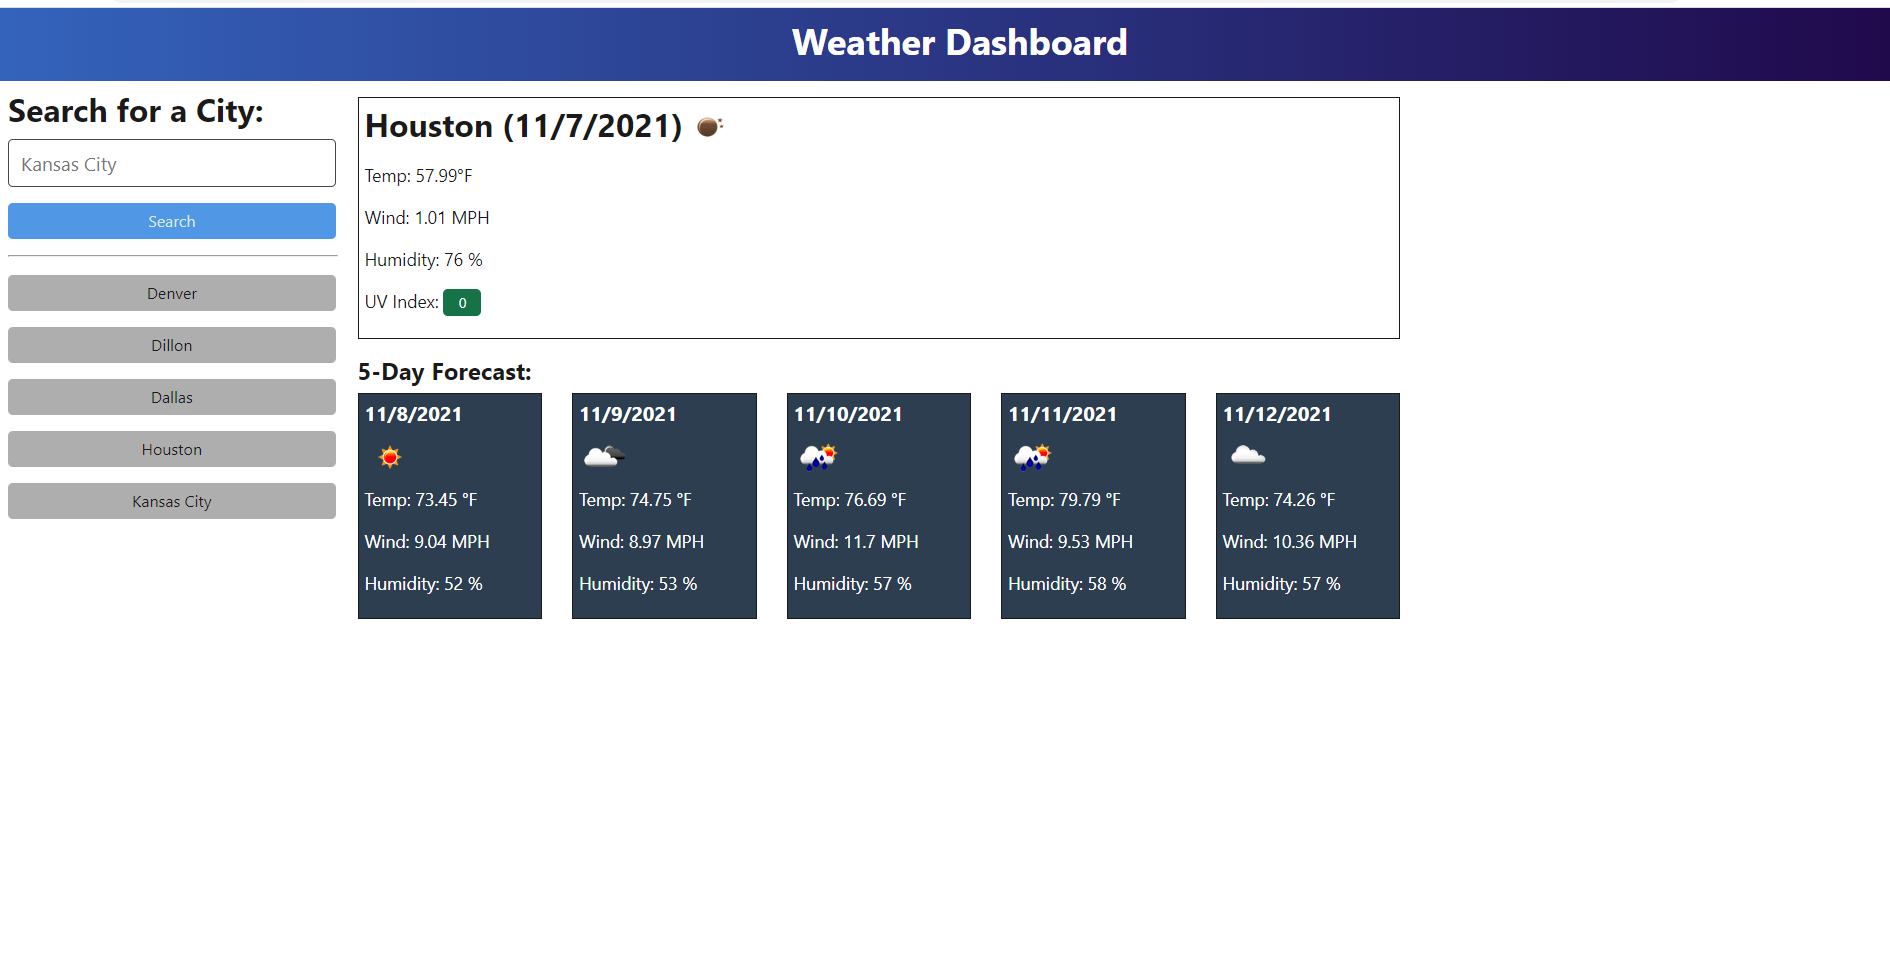 Weather Dashboard
Search for a City:
Kansas City
Search
Denver
Dillon
Dallas
Houston
Kansas City
Houston (11/7/2021)
Temp: 57.99°F
Wind: 1.01 MPH
Humidity: 76 %
UV Index: 0
5-Day Forecast:
11/8/2021
Temp: 73.45 °F
Wind: 9.04 MPH
Humidity: 52 %
11/9/2021
Temp: 74.75 °F
Wind: 8.97 MPH
Humidity: 53 %
11/10/2021
Temp: 76.69 °F
Wind: 11.7 MPH
Humidity: 57 %
11/11/2021
Temp: 79.79 °F
Wind: 9.53 MPH
Humidity: 58 %
11/12/2021
Temp: 74.26 °F
Wind: 10.36 MPH
Humidity: 57 %